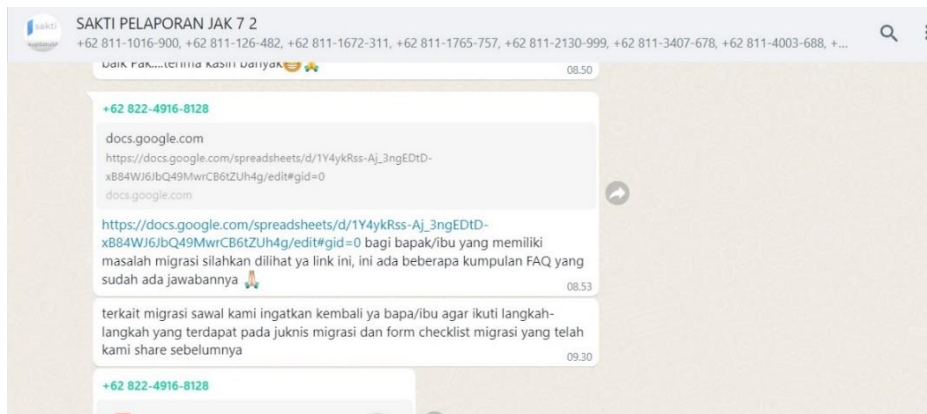 sakti
SAKTI PELAPORAN JAK 7 2
+62 811-1016-900, +62 811-126-482, +62 811-1672-311, +62 811-1765-757, +62 811-2130-999, +62 811-3407-678, +62 811-4003-688, +...
baik Pak....terima kasih banyak😁🙏
08.50
+62 822-4916-8128
docs.google.com
https://docs.google.com/spreadsheets/d/1Y4ykRss-Aj_3ngEDtD-
xB84WJ6JbQ49MwrCB6tZUh4g/edit#gid=0
docs.google.com
https://docs.google.com/spreadsheets/d/1Y4ykRss-Aj_3ngEDtD-
xB84WJ6JbQ49MwrCB6tZUh4g/edit#gid=0 bagi bapak/ibu yang memiliki
masalah migrasi silahkan dilihat ya link ini, ini ada beberapa kumpulan FAQ yang
sudah ada jawabannya 🙏🏻
08.53
terkait migrasi sawal kami ingatkan kembali ya bapa/ibu agar ikuti langkah-
langkah yang terdapat pada juknis migrasi dan form checklist migrasi yang telah
kami share sebelumnya
09.30
+62 822-4916-8128